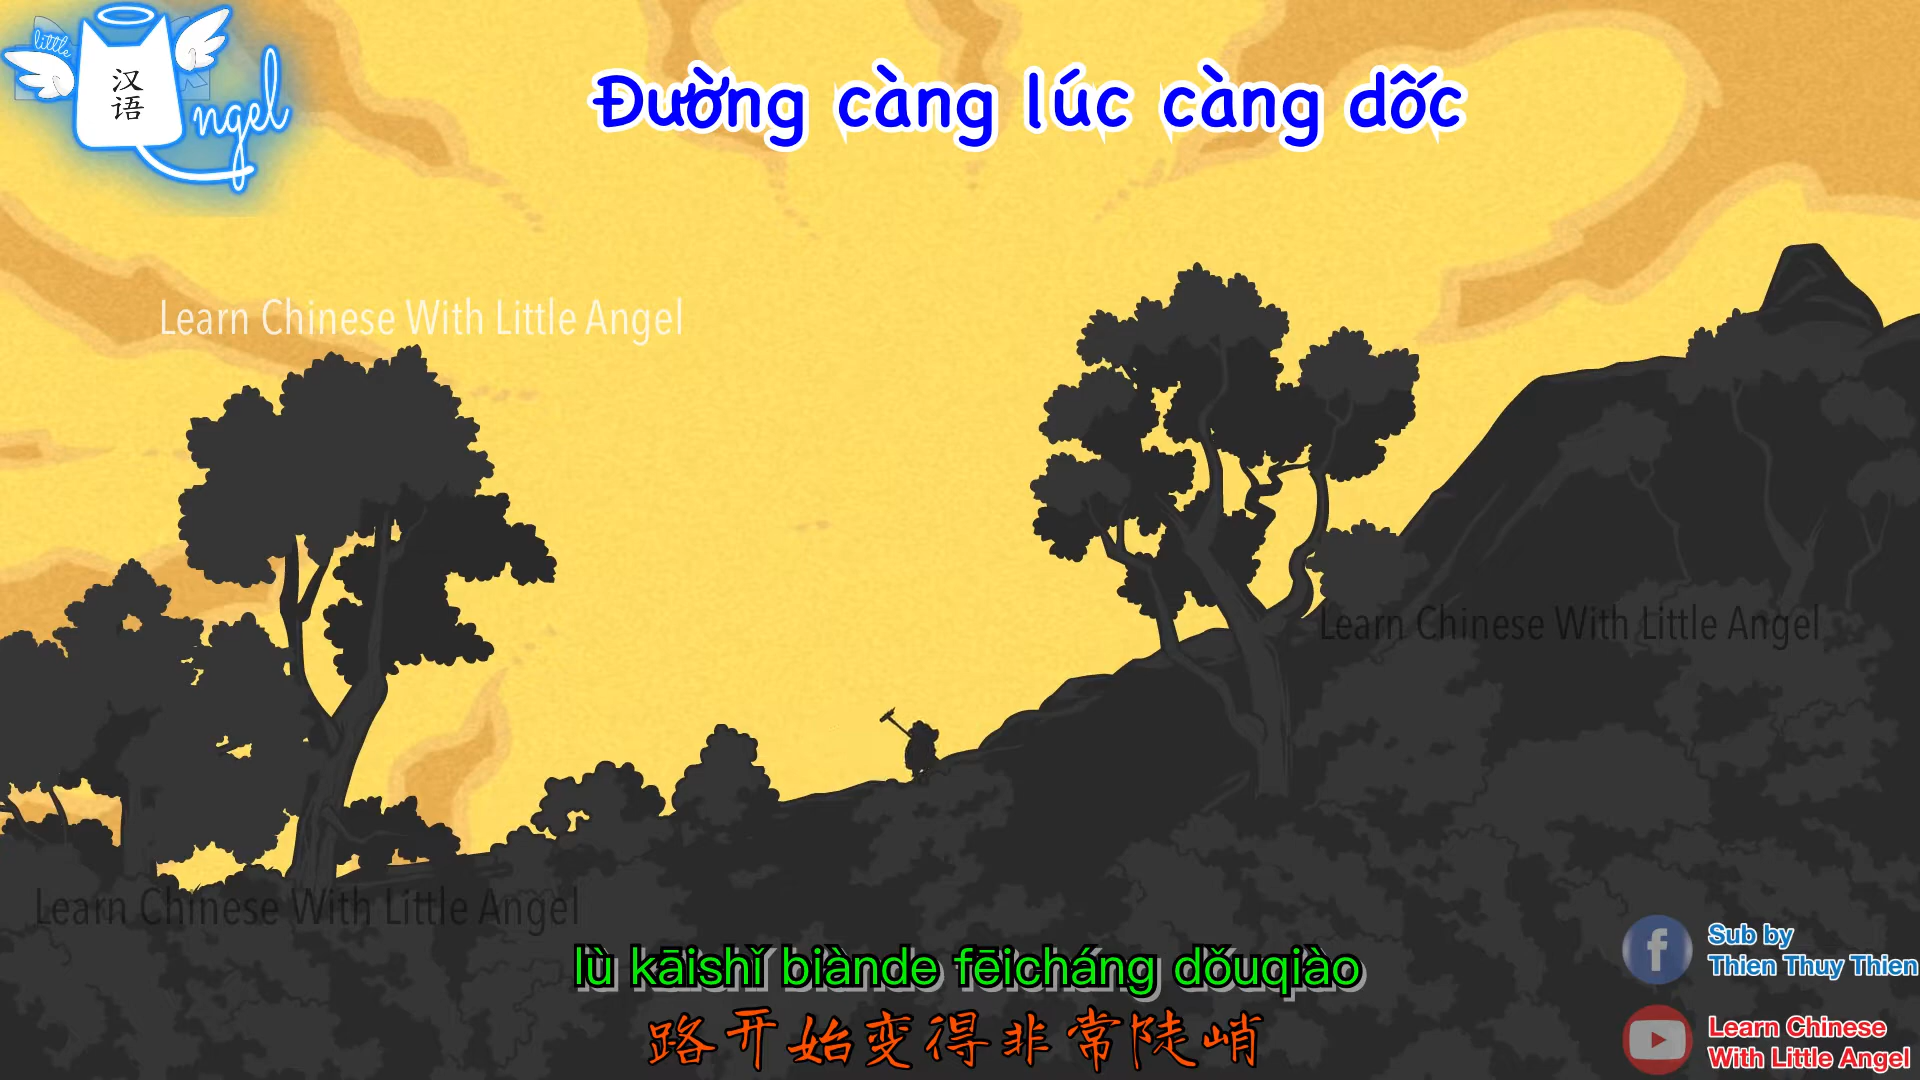 little
汉
语
ngel
Đường càng lúc càng dốc
Learn Chinese With Little Angel
Learn Chinese With Little Angel
Learn Chinese With Little Angel
lù kāishǐ biànde fēicháng dǒuqiào
路开始变得非常陡峭
Sub by
Thien Thuy Thien
Learn Chinese
With Little Angel